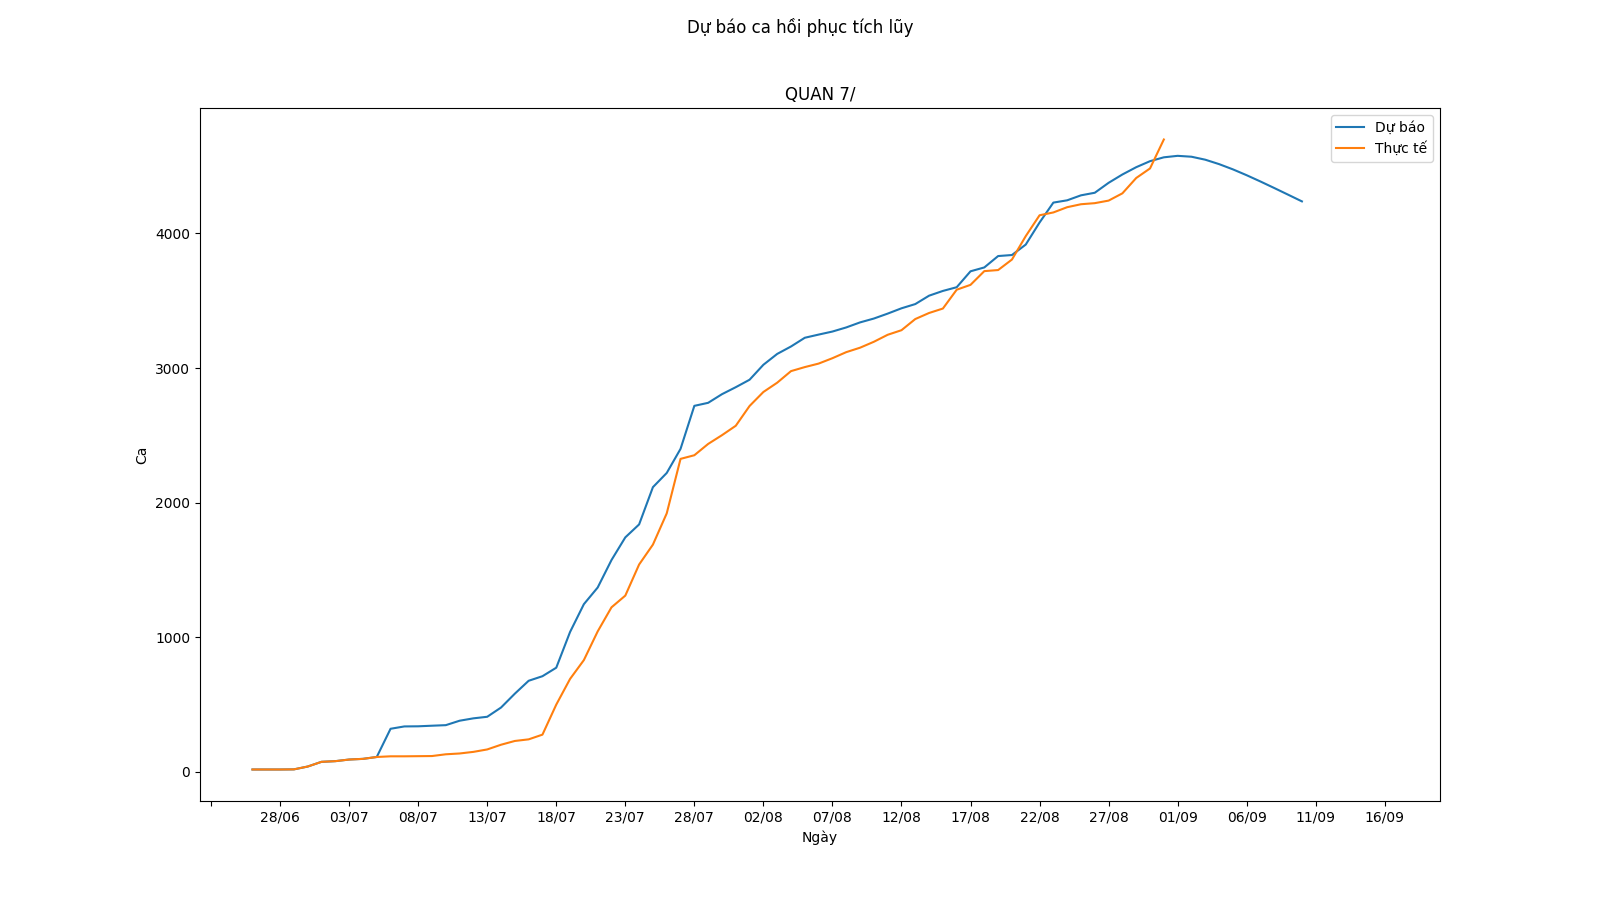 Dự báo ca hồi phục tích lũy
QUAN 7/
Dự báo
Thực tế
4000
3000
2000
1000
0
Ca
28/06 03/07 08/07 13/07 18/07 23/07 28/07 02/08 07/08 12/08 17/08 22/08 27/08 01/09 06/09 11/09 16/09
Ngày